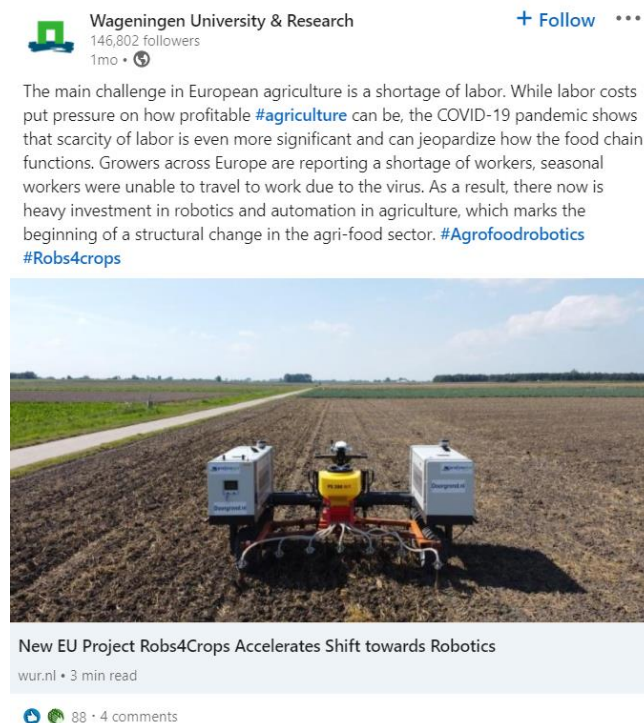 Wageningen University & Research
+ Follow
146,802 followers
1mo •
The main challenge in European agriculture is a shortage of labor. While labor costs
put pressure on how profitable #agriculture can be, the COVID-19 pandemic shows
that scarcity of labor is even more significant and can jeopardize how the food chain
functions. Growers across Europe are reporting a shortage of workers, seasonal
workers were unable to travel to work due to the virus. As a result, there now is
heavy investment in robotics and automation in agriculture, which marks the
beginning of a structural change in the agri-food sector. #Agrofoodrobotics
#Robs4crops
New EU Project Robs4Crops Accelerates Shift towards Robotics
wur.nl • 3 min read
88 · 4 comments